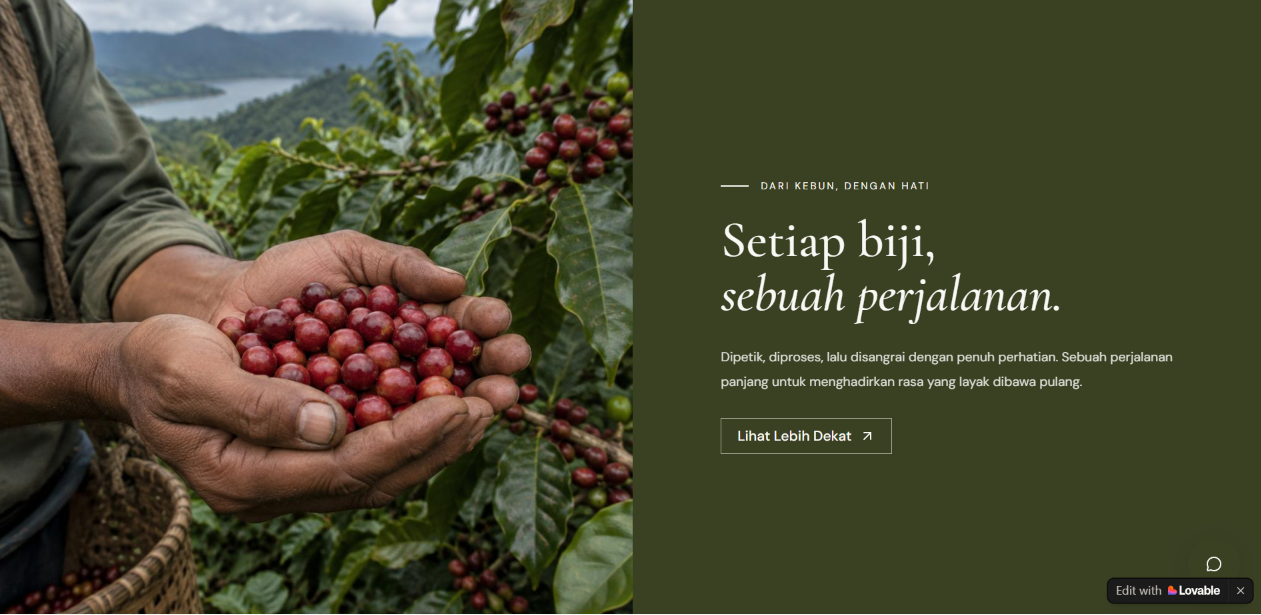 DARI KEBUN, DENGAN HATI
Setiap biji,
sebuah perjalanan.
Dipetik, diproses, lalu disangrai dengan penuh perhatian. Sebuah perjalanan
panjang untuk menghadirkan rasa yang layak dibawa pulang.
Lihat Lebih Dekat
Edit with Lovable